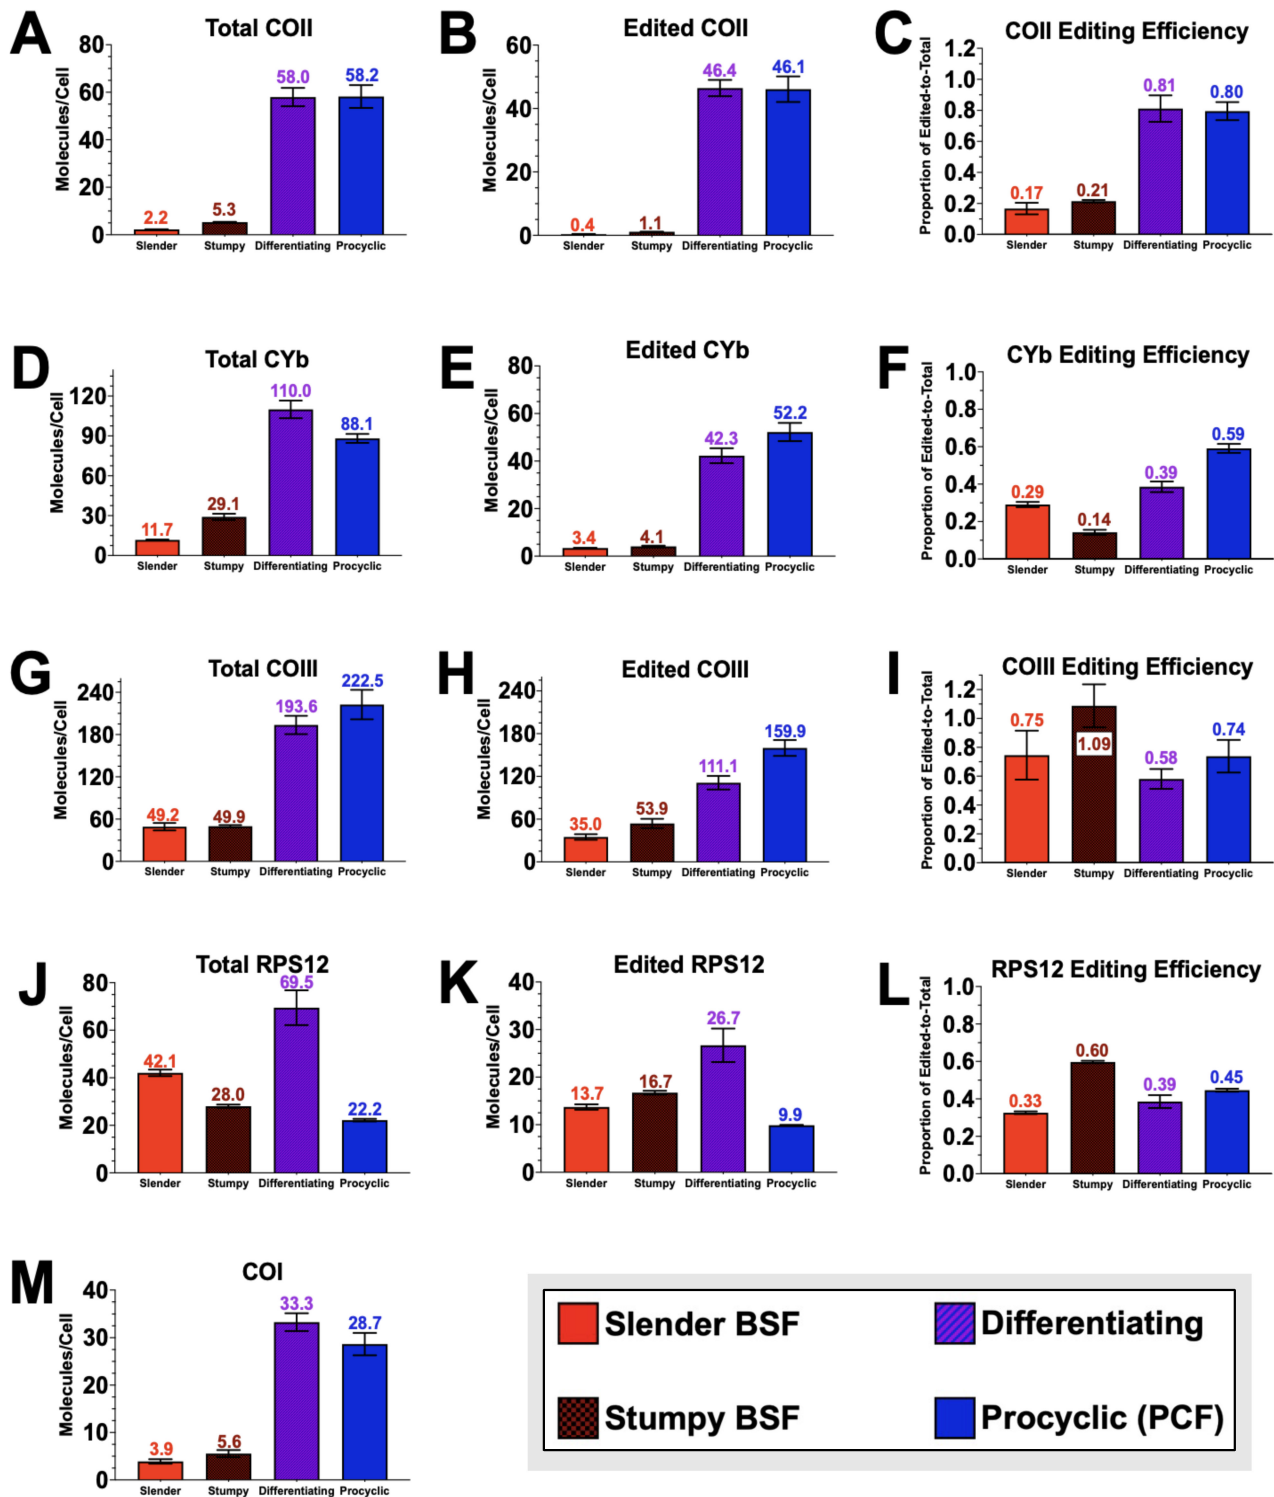 A
Total COII
Molecules/Cell
80
60
40
20
0
2.2
5.3
58.0
58.2
Slender Stumpy Differentiating Procyclic
B
Edited COII
Molecules/Cell
60
40
20
0
0.4
1.1
46.4
46.1
Slender Stumpy Differentiating Procyclic
C
COII Editing Efficiency
Proportion of Edited-to-Total
1.2
1.0
0.8
0.6
0.4
0.2
0.0
0.17
0.21
0.81
0.80
Slender Stumpy Differentiating Procyclic
D
Total CYb
Molecules/Cell
120
90
60
30
0
11.7
29.1
110.0
88.1
Slender Stumpy Differentiating Procyclic
E
Edited CYb
Molecules/Cell
80
60
40
20
0
3.4
4.1
42.3
52.2
Slender Stumpy Differentiating Procyclic
F
CYb Editing Efficiency
Proportion of Edited-to-Total
1.0
0.8
0.6
0.4
0.2
0.0
0.29
0.14
0.39
0.59
Slender Stumpy Differentiating Procyclic
G
Total COIII
Molecules/Cell
240
180
120
60
0
49.2
49.9
193.6
222.5
Slender Stumpy Differentiating Procyclic
H
Edited COIII
Molecules/Cell
240
180
120
60
0
35.0
53.9
111.1
159.9
Slender Stumpy Differentiating Procyclic
I
COIII Editing Efficiency
Proportion of Edited-to-Total
1.2
1.0
0.8
0.6
0.4
0.2
0.0
0.75
1.09
0.58
0.74
Slender Stumpy Differentiating Procyclic
J
Total RPS12
Molecules/Cell
80
60
40
20
0
42.1
28.0
69.5
22.2
Slender Stumpy Differentiating Procyclic
K
Edited RPS12
Molecules/Cell
40
30
20
10
0
13.7
16.7
26.7
9.9
Slender Stumpy Differentiating Procyclic
L
RPS12 Editing Efficiency
Proportion of Edited-to-Total
1.0
0.8
0.6
0.4
0.2
0.0
0.33
0.60
0.39
0.45
Slender Stumpy Differentiating Procyclic
M
COI
Molecules/Cell
40
30
20
10
0
3.9
5.6
33.3
28.7
Slender Stumpy Differentiating Procyclic
Slender BSF
Differentiating
Stumpy BSF
Procyclic (PCF)